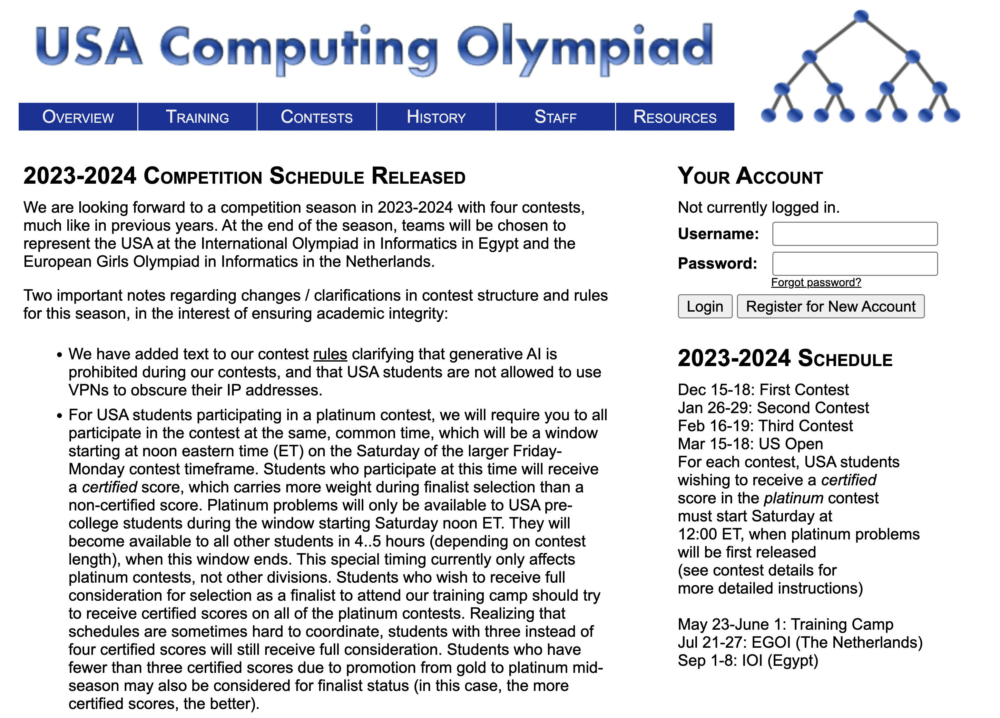 USA Computing Olympiad
OVERVIEW
TRAINING
CONTESTS
HISTORY
STAFF
RESOURCES
2023-2024 COMPETITION SCHEDULE RELEASED
We are looking forward to a competition season in 2023-2024 with four contests,
much like in previous years. At the end of the season, teams will be chosen to
represent the USA at the International Olympiad in Informatics in Egypt and the
European Girls Olympiad in Informatics in the Netherlands.
Two important notes regarding changes / clarifications in contest structure and rules
for this season, in the interest of ensuring academic integrity:
• We have added text to our contest rules clarifying that generative AI is
prohibited during our contests, and that USA students are not allowed to use
VPNs to obscure their IP addresses.
• For USA students participating in a platinum contest, we will require you to all
participate in the contest at the same, common time, which will be a window
starting at noon eastern time (ET) on the Saturday of the larger Friday-
Monday contest timeframe. Students who participate at this time will receive
a certified score, which carries more weight during finalist selection than a
non-certified score. Platinum problems will only be available to USA pre-
college students during the window starting Saturday noon ET. They will
become available to all other students in 4..5 hours (depending on contest
length), when this window ends. This special timing currently only affects
platinum contests, not other divisions. Students who wish to receive full
consideration for selection as a finalist to attend our training camp should try
to receive certified scores on all of the platinum contests. Realizing that
schedules are sometimes hard to coordinate, students with three instead of
four certified scores will still receive full consideration. Students who have
fewer than three certified scores due to promotion from gold to platinum mid-
season may also be considered for finalist status (in this case, the more
certified scores, the better).
YOUR ACCOUNT
Not currently logged in.
Username:
Password:
Forgot password?
Login
Register for New Account
2023-2024 SCHEDULE
Dec 15-18: First Contest
Jan 26-29: Second Contest
Feb 16-19: Third Contest
Mar 15-18: US Open
For each contest, USA students
wishing to receive a certified
score in the platinum contest
must start Saturday at
12:00 ET, when platinum problems
will be first released
(see contest details for
more detailed instructions)
May 23-June 1: Training Camp
Jul 21-27: EGOI (The Netherlands)
Sep 1-8: IOI (Egypt)